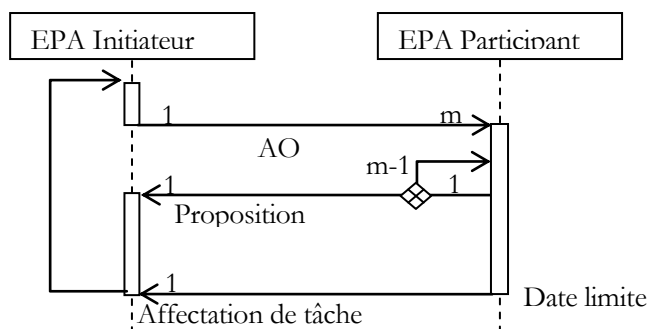 EPA Initiateur
EPA Participant
1
m
AO
m-1
1
1
Proposition
1
Date limite
Affectation de tâche